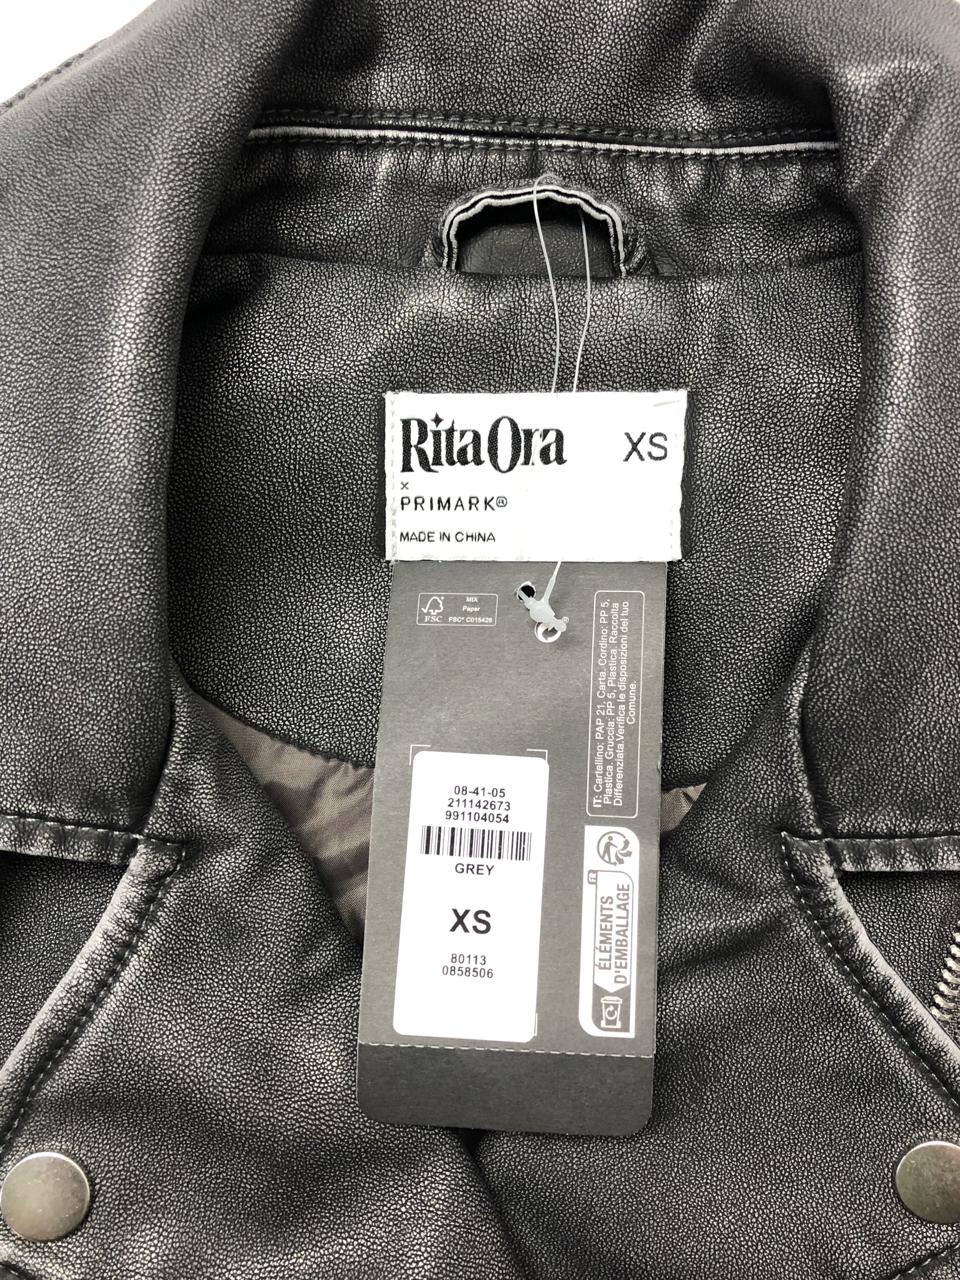 Rita Ora XS
x
PRIMARK®
MADE IN CHINA
FSC
MIX
Paper
FSC® C015428
®
IT: Cartellino: PAP 21, Carta. Cordino: PP 5,
Plastica. Gruccia: PP 5, Plastica. Raccolta
Differenziata.Verifica le disposizioni del tuo
Comune.
08-41-05
211142673
991104054
GREY
XS
80113
0858506
FR
ÉLÉMENTS
D'EMBALLAGE